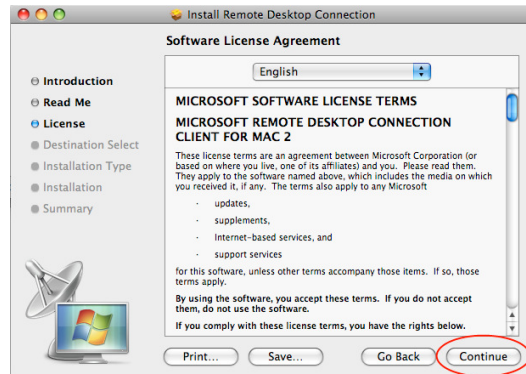 Install Remote Desktop Connection
Software License Agreement
Introduction
Read Me
License
Destination Select
Installation Type
Installation
Summary
English
MICROSOFT SOFTWARE LICENSE TERMS
MICROSOFT REMOTE DESKTOP CONNECTION
CLIENT FOR MAC 2
These license terms are an agreement between Microsoft Corporation (or
based on where you live, one of its affiliates) and you. Please read them.
They apply to the software named above, which includes the media on which
you received it, if any. The terms also apply to any Microsoft
· updates,
· supplements,
· Internet-based services, and
· support services
for this software, unless other terms accompany those items. If so, those
terms apply.
By using the software, you accept these terms. If you do not accept
them, do not use the software.
If you comply with these license terms, you have the rights below.
Print... Save... Go Back Continue